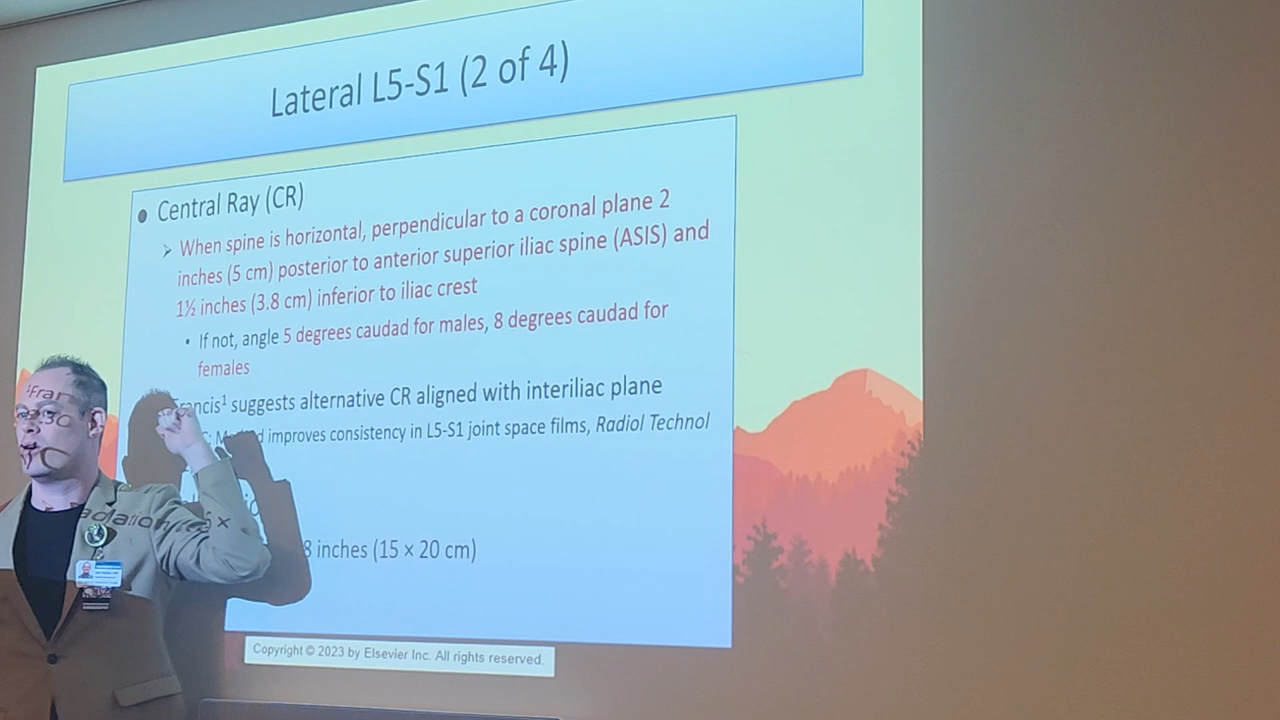 Lateral L5-S1 (2 of 4)
• Central Ray (CR)
➢ When spine is horizontal, perpendicular to a coronal plane 2
inches (5 cm) posterior to anterior superior iliac spine (ASIS) and
1½ inches (3.8 cm) inferior to iliac crest
• If not, angle 5 degrees caudad for males, 8 degrees caudad for
females
¹Fran
rancis¹ suggests alternative CR aligned with interiliac plane
improves consistency in L5-S1 joint space films, Radiol Technol
8 inches (15 × 20 cm)
Copyright © 2023 by Elsevier Inc. All rights reserved.